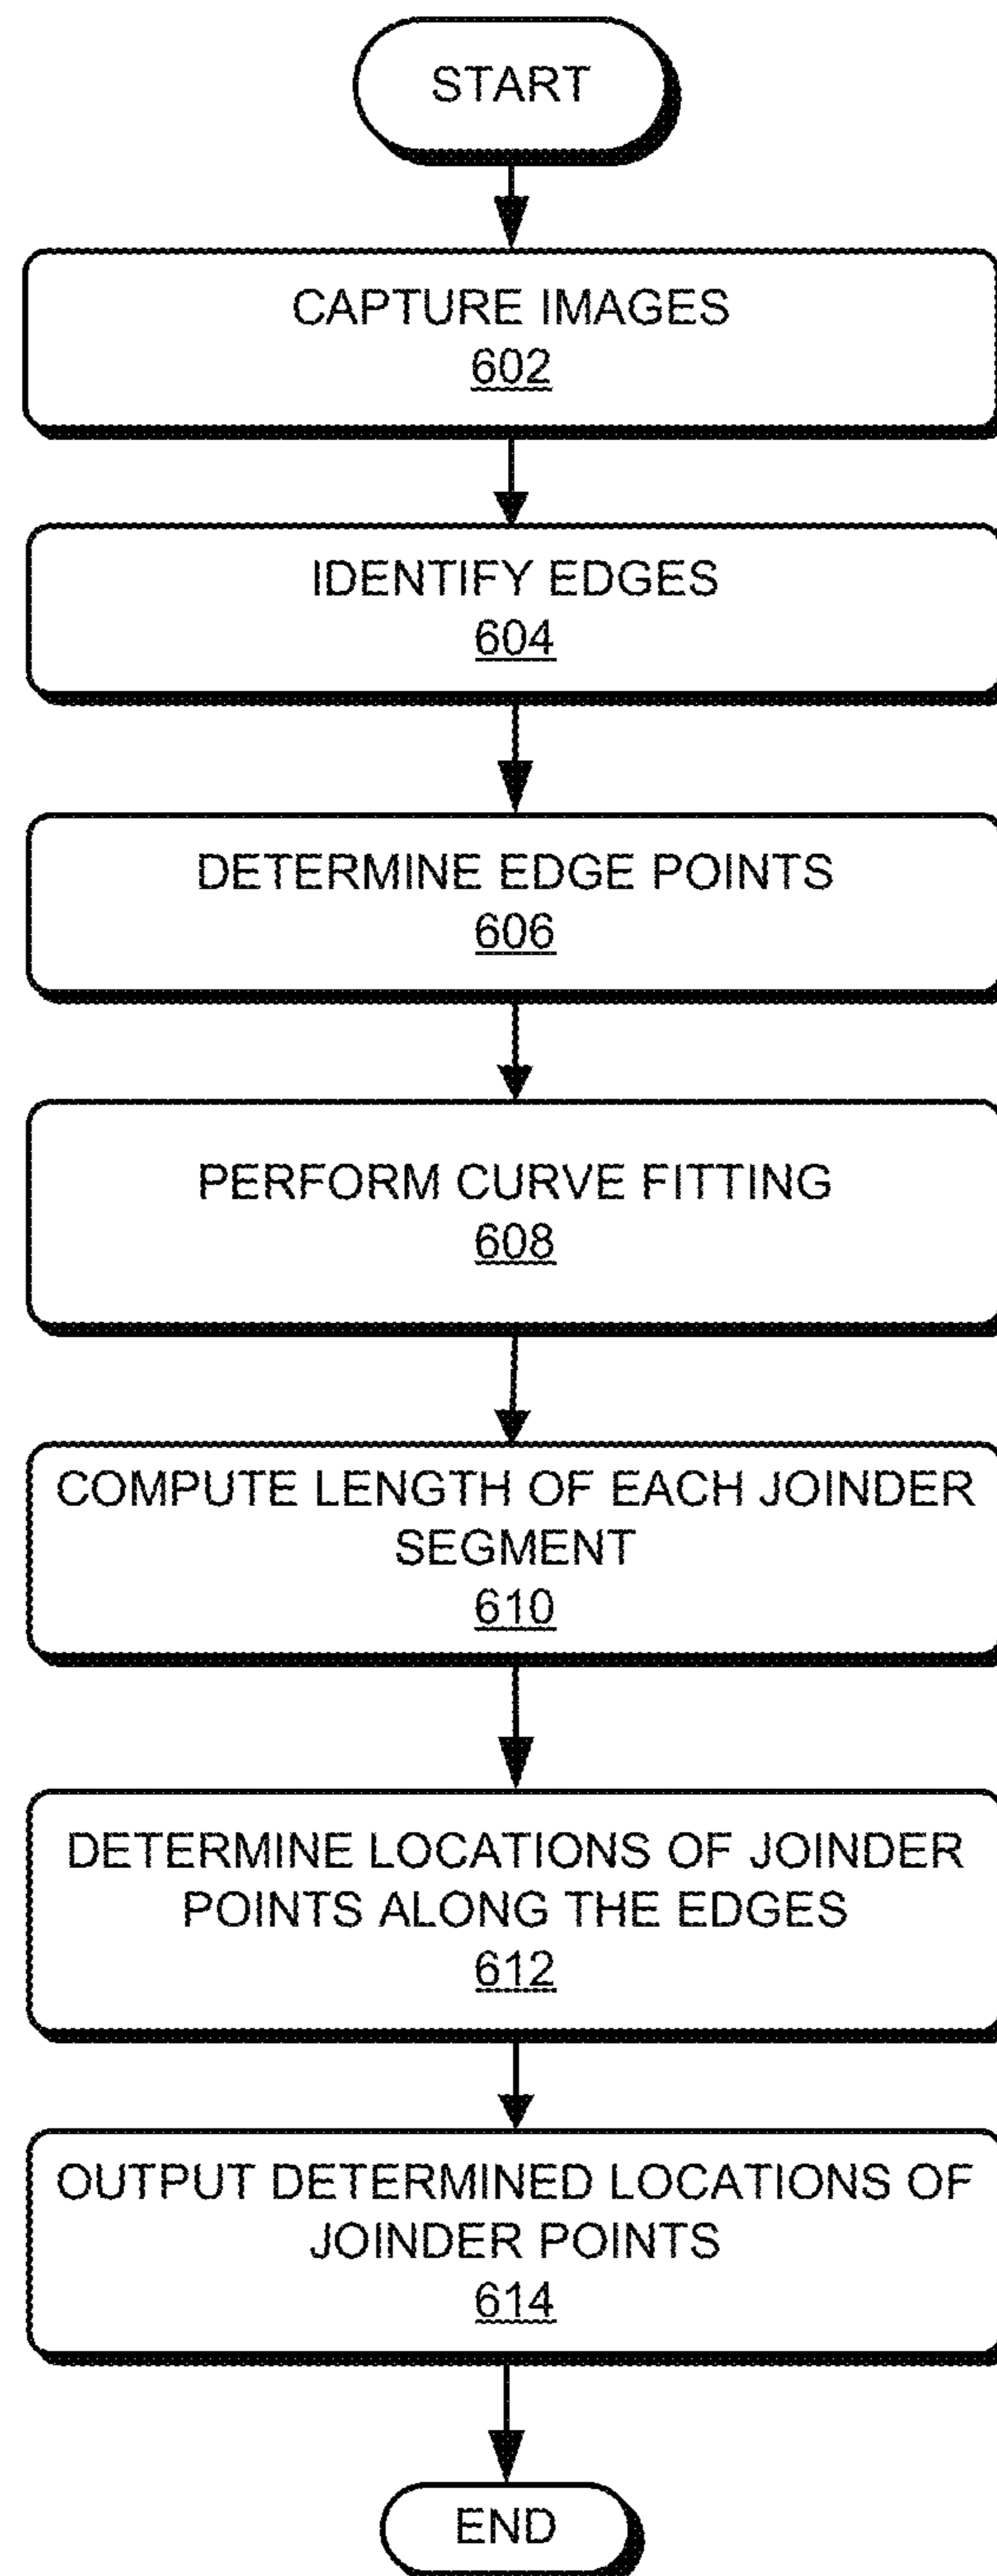 START
CAPTURE IMAGES
602
IDENTIFY EDGES
604
DETERMINE EDGE POINTS
606
PERFORM CURVE FITTING
608
COMPUTE LENGTH OF EACH JOINDER
SEGMENT
610
DETERMINE LOCATIONS OF JOINDER
POINTS ALONG THE EDGES
612
OUTPUT DETERMINED LOCATIONS OF
JOINDER POINTS
614
END